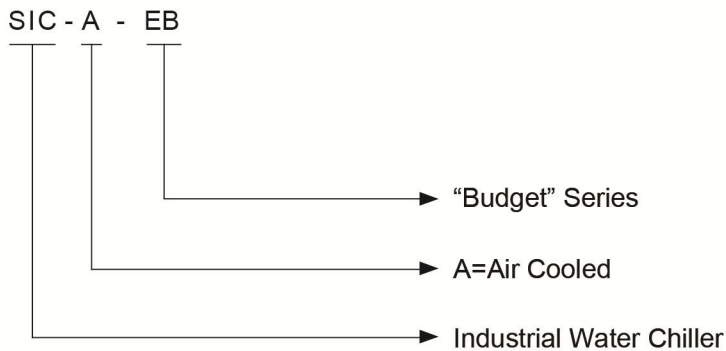 SIC - A - EB
“Budget” Series
A=Air Cooled
Industrial Water Chiller